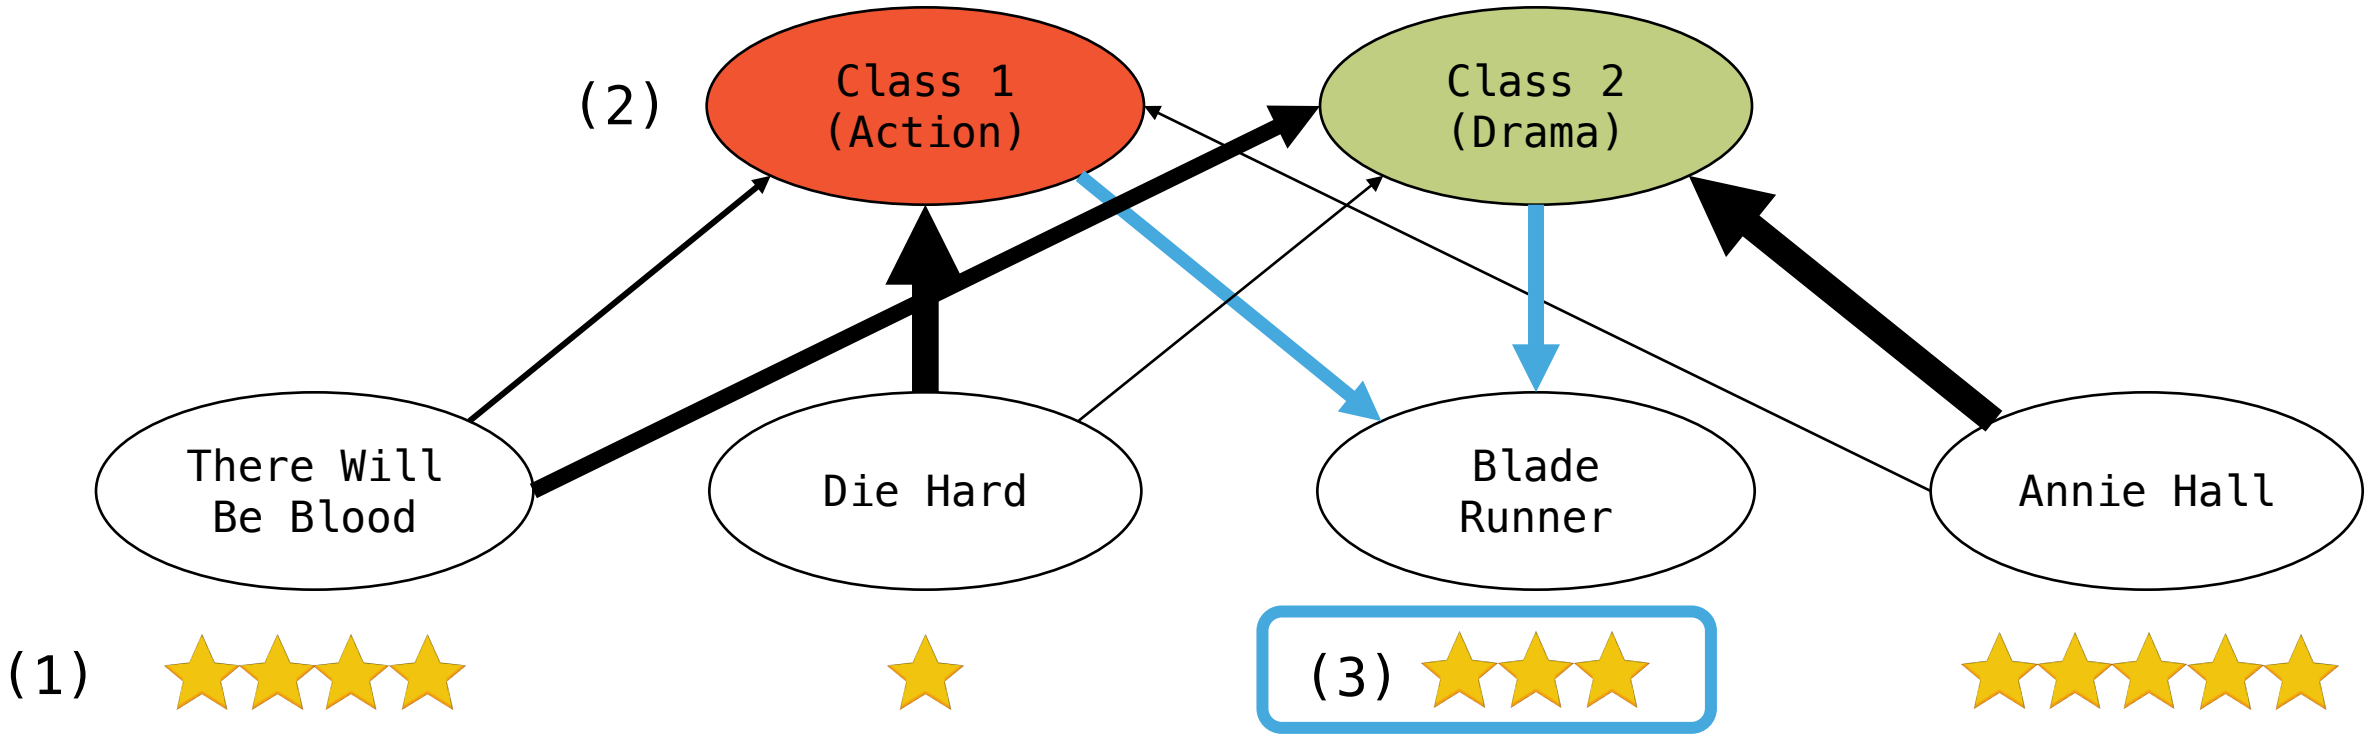 (2)
Class 1
(Action)
Class 2
(Drama)
There Will
Be Blood
Die Hard
Blade
Runner
Annie Hall
(1)
(3)